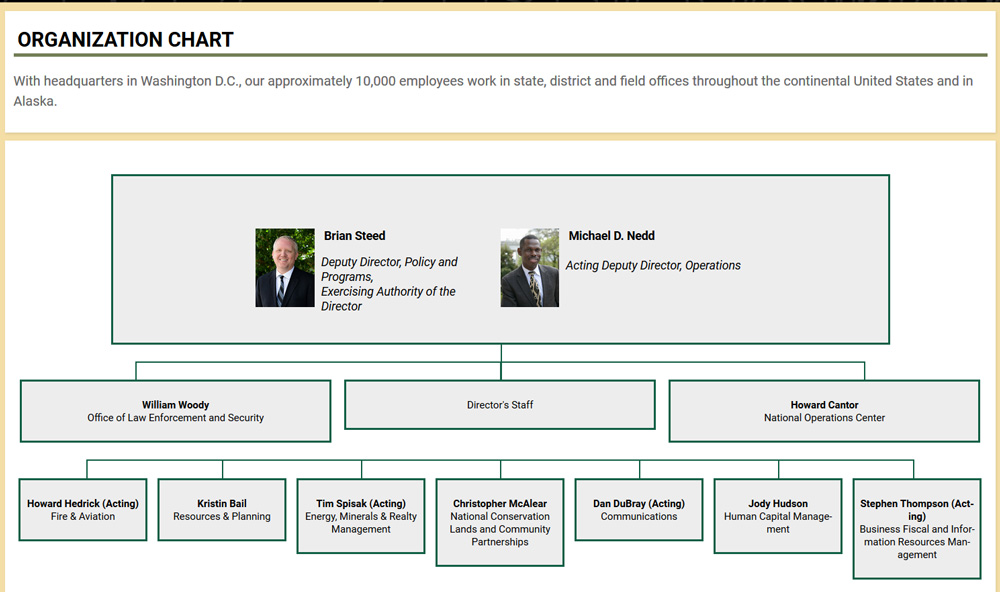 ORGANIZATION CHART
With headquarters in Washington D.C., our approximately 10,000 employees work in state, district and field offices throughout the continental United States and in
Alaska.
Brian Steed
Deputy Director, Policy and
Programs,
Exercising Authority of the
Director
Michael D. Nedd
Acting Deputy Director, Operations
William Woody
Office of Law Enforcement and Security
Director's Staff
Howard Cantor
National Operations Center
Howard Hedrick (Acting)
Fire & Aviation
Kristin Bail
Resources & Planning
Tim Spisak (Acting)
Energy, Minerals & Realty
Management
Christopher McAlear
National Conservation
Lands and Community
Partnerships
Dan DuBray (Acting)
Communications
Jody Hudson
Human Capital Manage-
ment
Stephen Thompson (Act-
ing)
Business Fiscal and Infor-
mation Resources Man-
agement